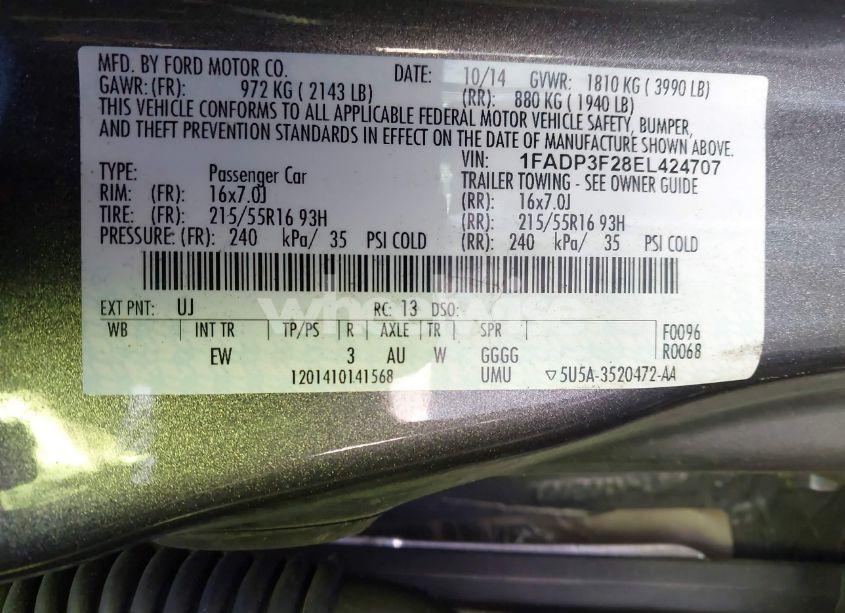 MFD. BY FORD MOTOR CO. DATE: 10/14 GVWR: 1810 KG ( 3990 LB)
GAWR: (FR): 972 KG ( 2143 LB) (RR): 880 KG ( 1940 LB)
THIS VEHICLE CONFORMS TO ALL APPLICABLE FEDERAL MOTOR VEHICLE SAFETY, BUMPER,
AND THEFT PREVENTION STANDARDS IN EFFECT ON THE DATE OF MANUFACTURE SHOWN ABOVE.
VIN: 1FADP3F28EL424707
TYPE: Passenger Car TRAILER TOWING - SEE OWNER GUIDE
RIM: (FR): 16x7.0J (RR): 16x7.0J
TIRE: (FR): 215/55R16 93H (RR): 215/55R16 93H
PRESSURE: (FR): 240 kPa/ 35 PSI COLD (RR): 240 kPa/ 35 PSI COLD
EXT PNT: UJ RC: 13 DSO:
WB INT TR TP/PS R AXLE TR SPR F0096
EW 3 AU W GGGG R0068
1201410141568 UMU ▽5U5A-3520472-AA